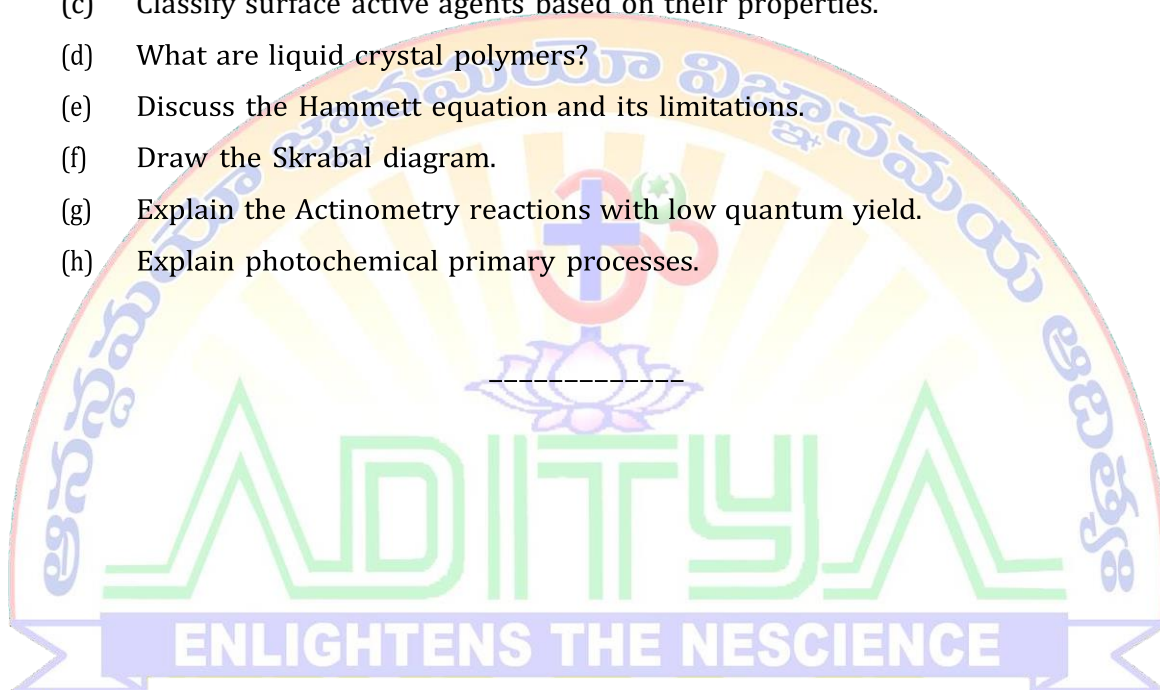 (c) Classify surface active agents based on their properties.
(d) What are liquid crystal polymers?
(e) Discuss the Hammett equation and its limitations.
(f) Draw the Skrabal diagram.
(g) Explain the Actinometry reactions with low quantum yield.
(h) Explain photochemical primary processes.
_____________
ADITYA
ENLIGHTENS THE NESCIENCE